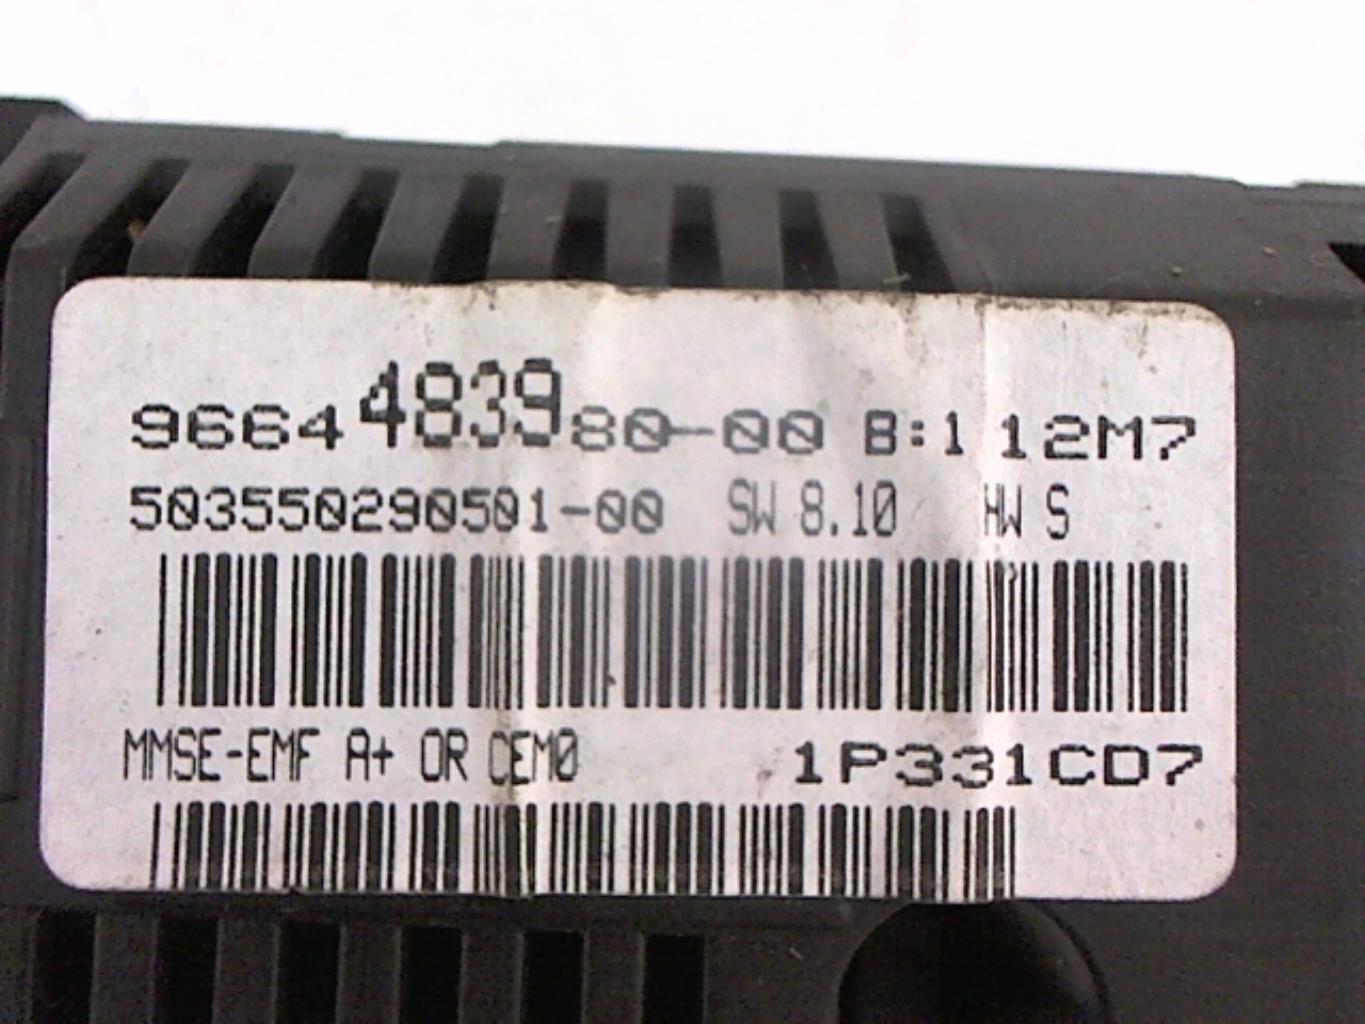 9664483980-00 B:1 12M7
503550290501-00 SW 8.10 HW S
MMSE-EMF A+ OR CEM0
1P331CD7